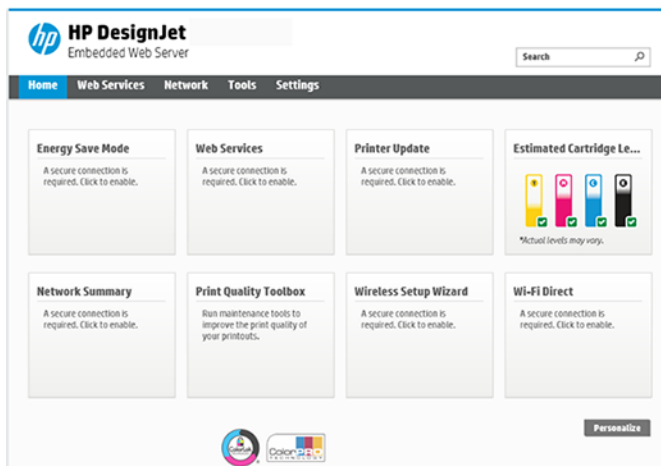 hp HP DesignJet
Embedded Web Server
Search
Home Web Services Network Tools Settings
Energy Save Mode
A secure connection is
required. Click to enable.
Web Services
A secure connection is
required. Click to enable.
Printer Update
A secure connection is
required. Click to enable.
Estimated Cartridge Le...
Y M C K
*Actual levels may vary.
Network Summary
A secure connection is
required. Click to enable.
Print Quality Toolbox
Run maintenance tools to
improve the print quality of
your printouts.
Wireless Setup Wizard
A secure connection is
required. Click to enable.
Wi-Fi Direct
A secure connection is
required. Click to enable.
Personalize
ColorLok
ColorPRO
TECHNOLOGY